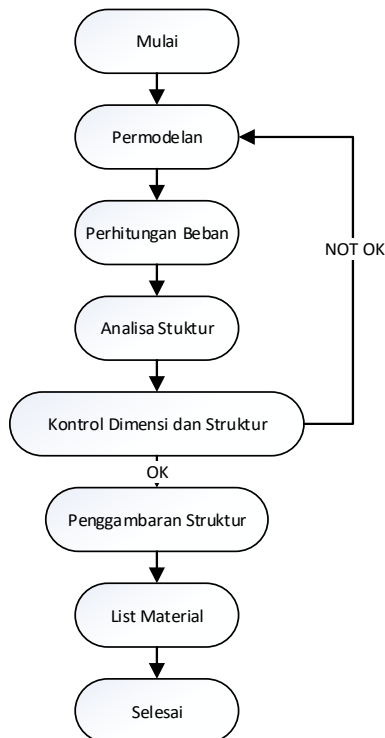 Mulai
Permodelan
Perhitungan Beban
NOT OK
Analisa Stuktur
Kontrol Dimensi dan Struktur
OK
Penggambaran Struktur
List Material
Selesai